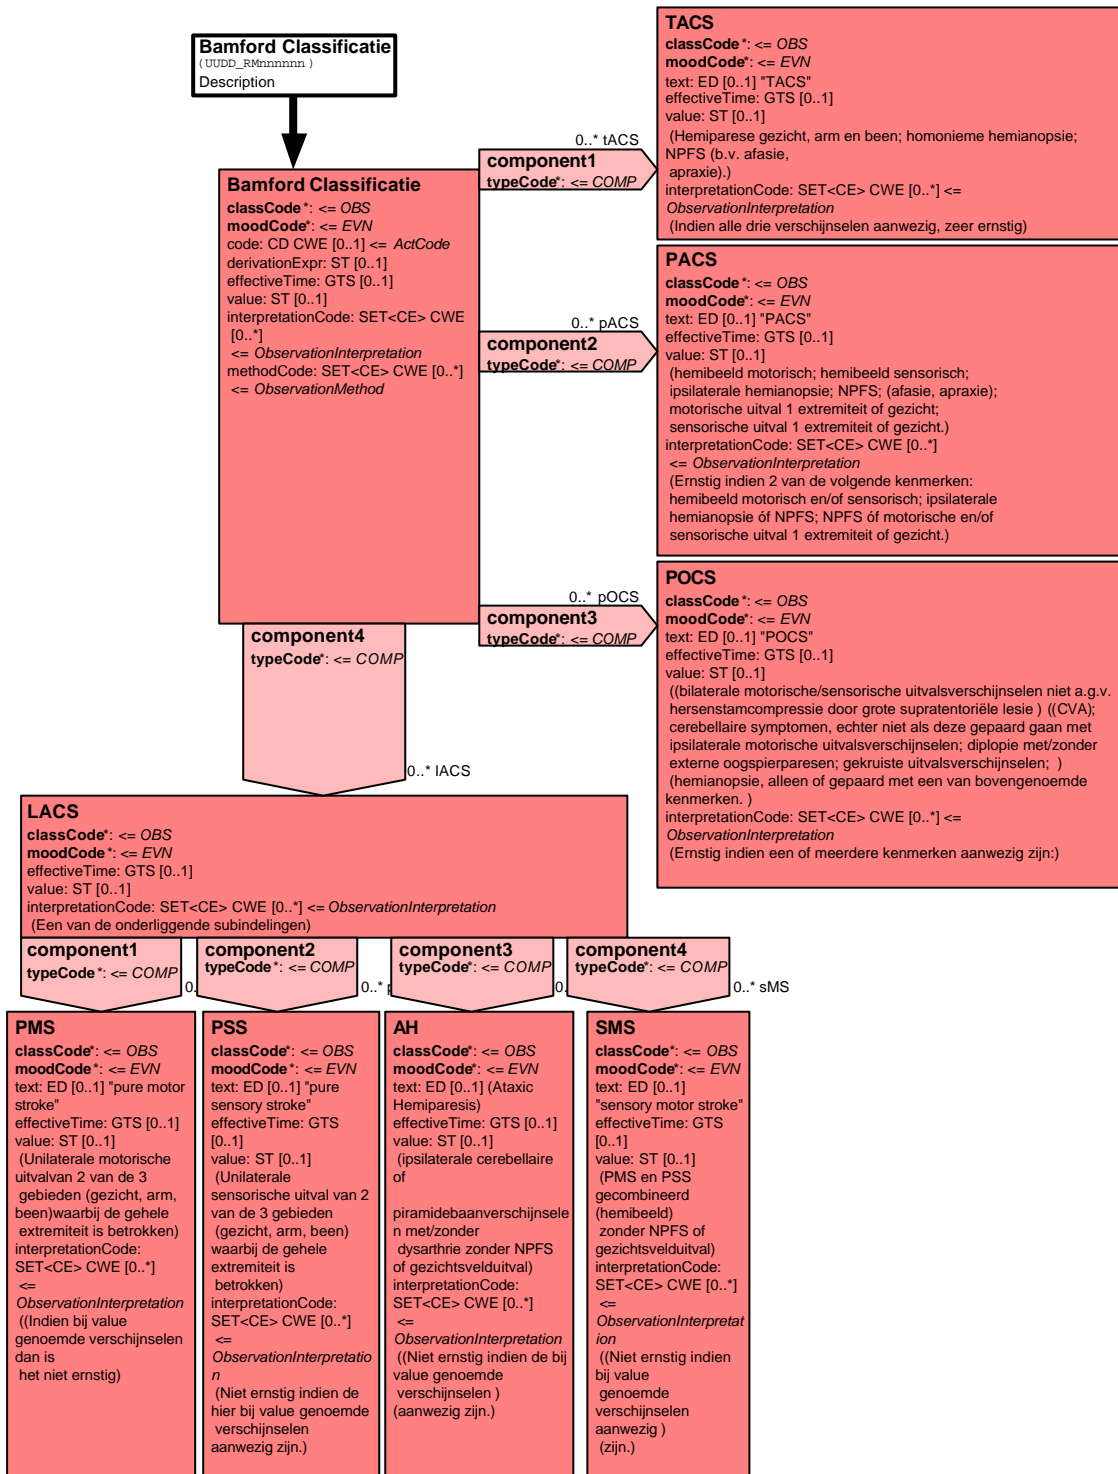 Bamford Classificatie
( UUDD_RMnnnnnn )
Description
Bamford Classificatie
classCode*: <= OBS
moodCode*: <= EVN
code: CD CWE [0..1] <= ActCode
derivationExpr: ST [0..1]
effectiveTime: GTS [0..1]
value: ST [0..1]
interpretationCode: SET<CE> CWE
[0..*]
<= ObservationInterpretation
methodCode: SET<CE> CWE [0..*]
<= ObservationMethod
0..* tACS
component1
typeCode*: <= COMP
TACS
classCode*: <= OBS
moodCode*: <= EVN
text: ED [0..1] "TACS"
effectiveTime: GTS [0..1]
value: ST [0..1]
(Hemiparese gezicht, arm en been; homonieme hemianopsie;
NPFS (b.v. afasie,
apraxie).)
interpretationCode: SET<CE> CWE [0..*] <=
ObservationInterpretation
(Indien alle drie verschijnselen aanwezig, zeer ernstig)
0..* pACS
component2
typeCode*: <= COMP
PACS
classCode*: <= OBS
moodCode*: <= EVN
text: ED [0..1] "PACS"
effectiveTime: GTS [0..1]
value: ST [0..1]
(hemibeeld motorisch; hemibeeld sensorisch;
ipsilaterale hemianopsie; NPFS; (afasie, apraxie);
motorische uitval 1 extremiteit of gezicht;
sensorische uitval 1 extremiteit of gezicht.)
interpretationCode: SET<CE> CWE [0..*]
<= ObservationInterpretation
(Ernstig indien 2 van de volgende kenmerken:
hemibeeld motorisch en/of sensorisch; ipsilaterale
hemianopsie óf NPFS; NPFS óf motorische en/of
sensorische uitval 1 extremiteit of gezicht.)
0..* pOCS
component3
typeCode*: <= COMP
POCS
classCode*: <= OBS
moodCode*: <= EVN
text: ED [0..1] "POCS"
effectiveTime: GTS [0..1]
value: ST [0..1]
((bilaterale motorische/sensorische uitvalsverschijnselen niet a.g.v.
hersenstamcompressie door grote supratentoriële lesie ) ((CVA);
cerebellaire symptomen, echter niet als deze gepaard gaan met
ipsilaterale motorische uitvalsverschijnselen; diplopie met/zonder
externe oogspierparesen; gekruiste uitvalsverschijnselen; )
(hemianopsie, alleen of gepaard met een van bovengenoemde
kenmerken. )
interpretationCode: SET<CE> CWE [0..*] <=
ObservationInterpretation
(Ernstig indien een of meerdere kenmerken aanwezig zijn:)
component4
typeCode*: <= COMP
0..* lACS
LACS
classCode*: <= OBS
moodCode*: <= EVN
effectiveTime: GTS [0..1]
value: ST [0..1]
interpretationCode: SET<CE> CWE [0..*] <= ObservationInterpretation
(Een van de onderliggende subindelingen)
component1
typeCode*: <= COMP
0..
component2
typeCode*: <= COMP
0..* p
component3
typeCode*: <= COMP
0..
component4
typeCode*: <= COMP
0..* sMS
PMS
classCode*: <= OBS
moodCode*: <= EVN
text: ED [0..1] "pure motor
stroke"
effectiveTime: GTS [0..1]
value: ST [0..1]
(Unilaterale motorische
uitvalvan 2 van de 3
gebieden (gezicht, arm,
been)waarbij de gehele
extremiteit is betrokken)
interpretationCode:
SET<CE> CWE [0..*]
<=
ObservationInterpretation
((Indien bij value
genoemde verschijnselen
dan is
het niet ernstig)
PSS
classCode*: <= OBS
moodCode*: <= EVN
text: ED [0..1] "pure
sensory stroke"
effectiveTime: GTS
[0..1]
value: ST [0..1]
(Unilaterale
sensorische uitval van 2
van de 3 gebieden
(gezicht, arm, been)
waarbij de gehele
extremiteit is
betrokken)
interpretationCode:
SET<CE> CWE [0..*]
<=
ObservationInterpretatio
n
(Niet ernstig indien de
hier bij value genoemde
verschijnselen
aanwezig zijn.)
AH
classCode*: <= OBS
moodCode*: <= EVN
text: ED [0..1] (Ataxic
Hemiparesis)
effectiveTime: GTS [0..1]
value: ST [0..1]
(ipsilaterale cerebellaire
of
piramidebaanverschijnsele
n met/zonder
dysarthrie zonder NPFS
of gezichtsvelduitval)
interpretationCode:
SET<CE> CWE [0..*]
<=
ObservationInterpretation
((Niet ernstig indien de bij
value genoemde
verschijnselen )
(aanwezig zijn.)
SMS
classCode*: <= OBS
moodCode*: <= EVN
text: ED [0..1]
"sensory motor stroke"
effectiveTime: GTS
[0..1]
value: ST [0..1]
(PMS en PSS
gecombineerd
(hemibeeld)
zonder NPFS of
gezichtsvelduitval)
interpretationCode:
SET<CE> CWE [0..*]
<=
ObservationInterpretat
ion
((Niet ernstig indien
bij value
genoemde
verschijnselen
aanwezig )
(zijn.)